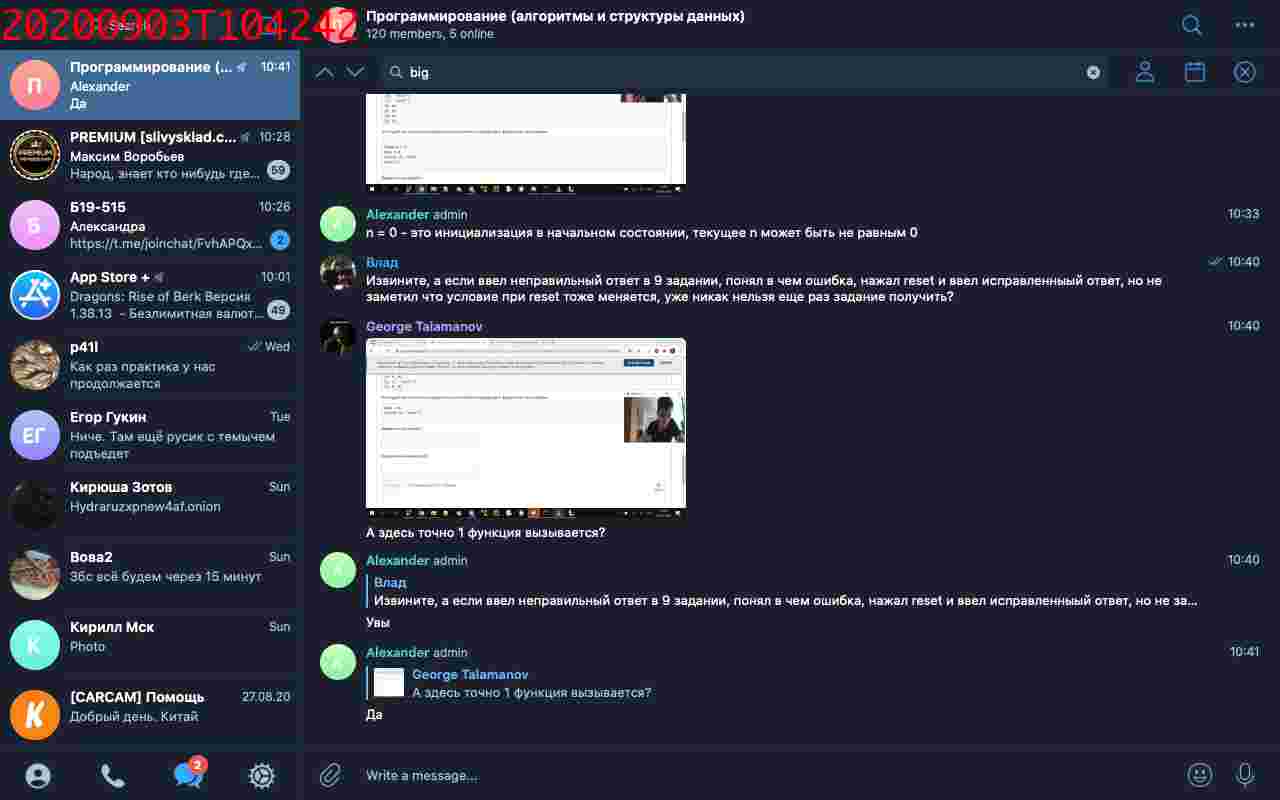 20200903T104242
Программирование (алгоритмы и структуры данных)
120 members, 5 online
big
Программирование (... 10:41
Alexander
Да
PREMIUM [slivysklad.c... 10:28
Максим Воробьев
Народ, знает кто нибудь где... 59
Б19-515 10:26
Александра
https://t.me/joinchat/FvhAPQx... 2
App Store + 10:01
Dragons: Rise of Berk Версия
1.38.13 - Безлимитная валют... 49
p41l Wed
Как раз практика у нас
продолжается
ЕГ
Егор Гукин Tue
Ниче. Там ещё русик с темычем
подъедет
Кирюша Зотов Sun
Hydraruzxpnew4af.onion
Вова2 Sun
Збс всё будем через 15 минут
К
Кирилл Мск Sun
Photo
[CARCAM] Помощь 27.08.20
Добрый день. Китай
2
Alexander admin 10:33
n = 0 - это инициализация в начальном состоянии, текущее n может быть не равным 0
Влад 10:40
Извините, а если ввел неправильный ответ в 9 задании, понял в чем ошибка, нажал reset и ввел исправленныый ответ, но не
заметил что условие при reset тоже меняется, уже никак нельзя еще раз задание получить?
George Talamanov 10:40
А здесь точно 1 функция вызывается?
Alexander admin 10:40
Влад
Извините, а если ввел неправильный ответ в 9 задании, понял в чем ошибка, нажал reset и ввел исправленныый ответ, но не за...
Увы
Alexander admin 10:41
George Talamanov
А здесь точно 1 функция вызывается?
Да
Write a message...